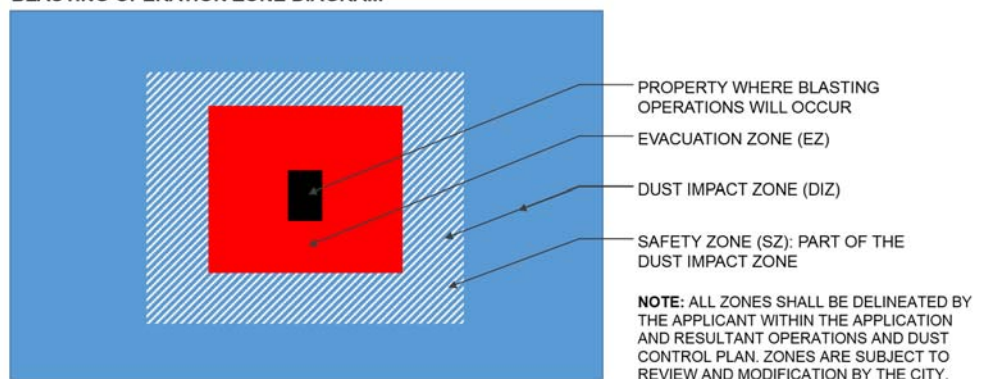 PROPERTY WHERE BLASTING
OPERATIONS WILL OCCUR
EVACUATION ZONE (EZ)
DUST IMPACT ZONE (DIZ)
SAFETY ZONE (SZ): PART OF THE
DUST IMPACT ZONE
NOTE: ALL ZONES SHALL BE DELINEATED BY
THE APPLICANT WITHIN THE APPLICATION
AND RESULTANT OPERATIONS AND DUST
CONTROL PLAN. ZONES ARE SUBJECT TO
REVIEW AND MODIFICATION BY THE CITY.